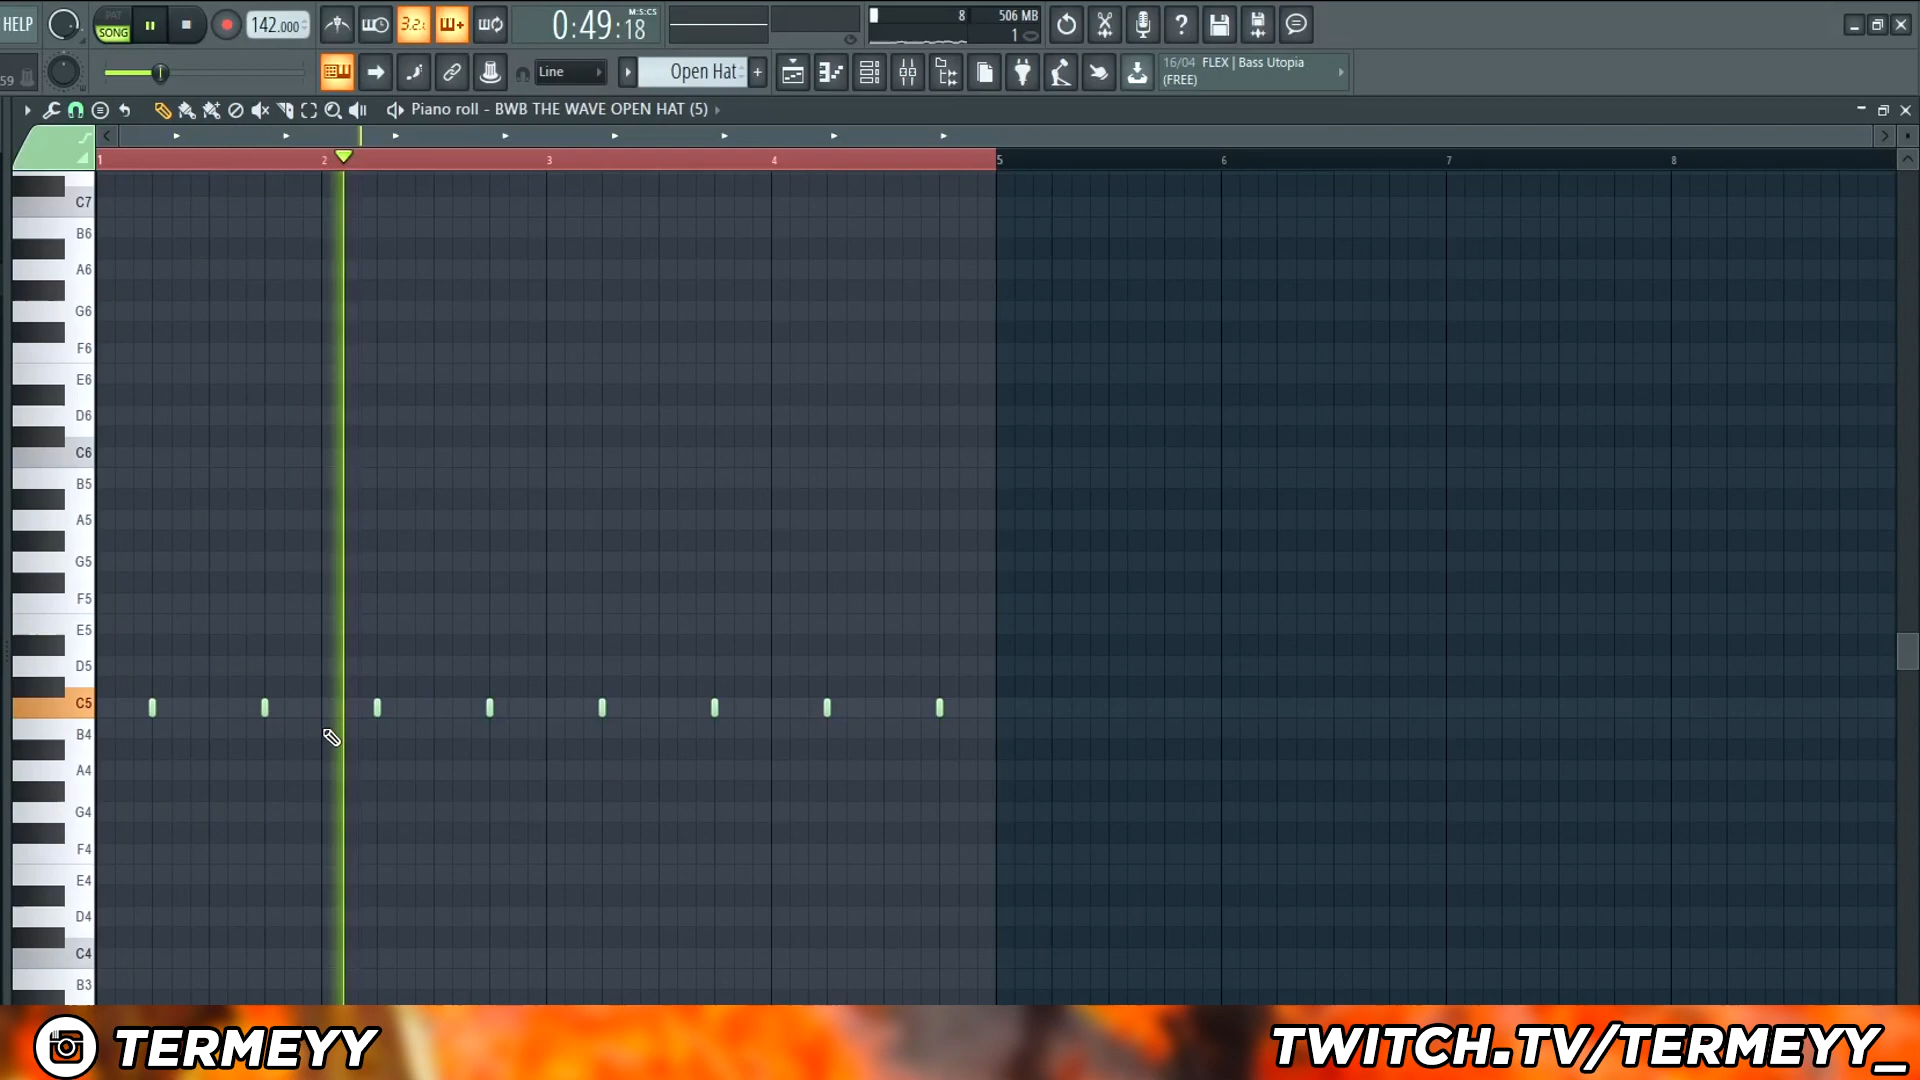 HELP
PAT
SONG
142.000
3.2.
0:49:18
M:S:CS
8
506 MB
1
59
Line
Open Hat
16/04 FLEX | Bass Utopia
(FREE)
Piano roll - BWB THE WAVE OPEN HAT (5)
1 2 3 4 5 6 7 8
C7
B6
A6
G6
F6
E6
D6
C6
B5
A5
G5
F5
E5
D5
C5
B4
A4
G4
F4
E4
D4
C4
B3
TERMEYY
TWITCH.TV/TERMEYY_